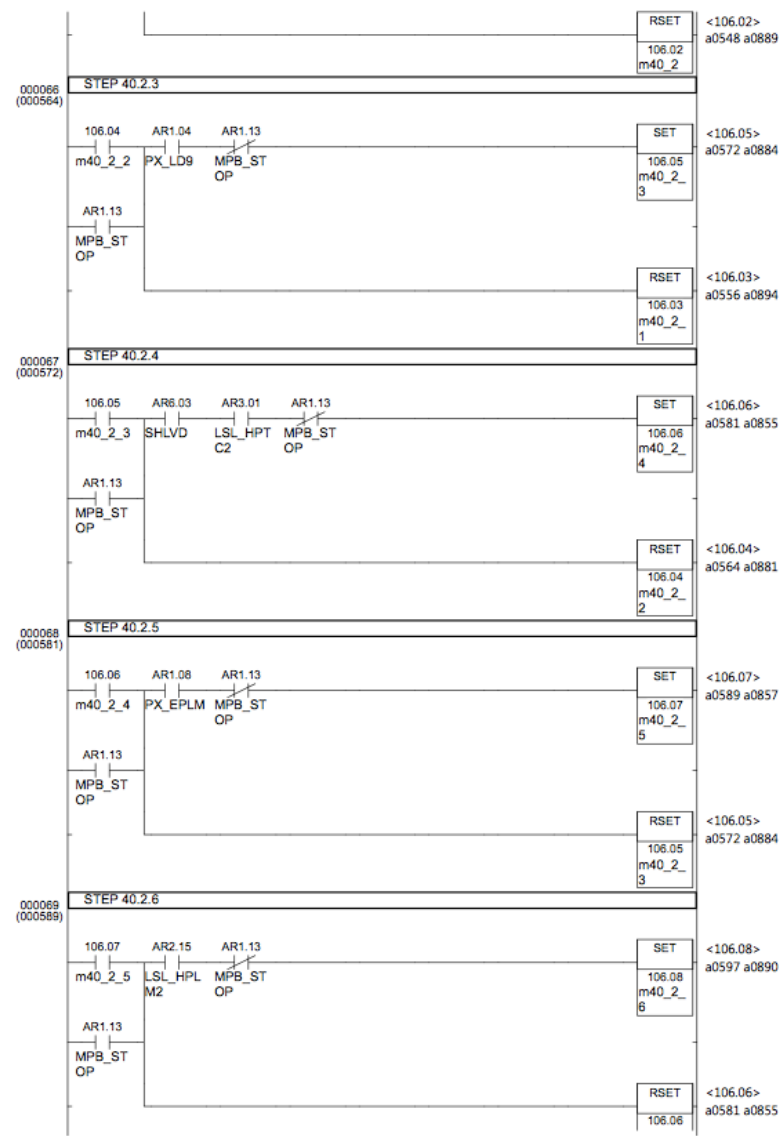 RSET <106.02>
a0548 a0889
106.02
m40_2
000066 STEP 40.2.3
(000564)
106.04 AR1.04 AR1.13 SET <106.05>
a0572 a0884
m40_2_2 PX_LD9 MPB_ST 106.05
OP m40_2_
3
AR1.13
MPB_ST
OP
RSET <106.03>
a0556 a0894
106.03
m40_2_
1
000067 STEP 40.2.4
(000572)
106.05 AR6.03 AR3.01 AR1.13 SET <106.06>
a0581 a0855
m40_2_3 SHLVD LSL_HPT MPB_ST 106.06
C2 OP m40_2_
4
AR1.13
MPB_ST
OP
RSET <106.04>
a0564 a0881
106.04
m40_2_
2
000068 STEP 40.2.5
(000581)
106.06 AR1.08 AR1.13 SET <106.07>
a0589 a0857
m40_2_4 PX_EPLM MPB_ST 106.07
OP m40_2_
5
AR1.13
MPB_ST
OP
RSET <106.05>
a0572 a0884
106.05
m40_2_
3
000069 STEP 40.2.6
(000589)
106.07 AR2.15 AR1.13 SET <106.08>
a0597 a0890
m40_2_5 LSL_HPL MPB_ST 106.08
M2 OP m40_2_
6
AR1.13
MPB_ST
OP
RSET <106.06>
a0581 a0855
106.06